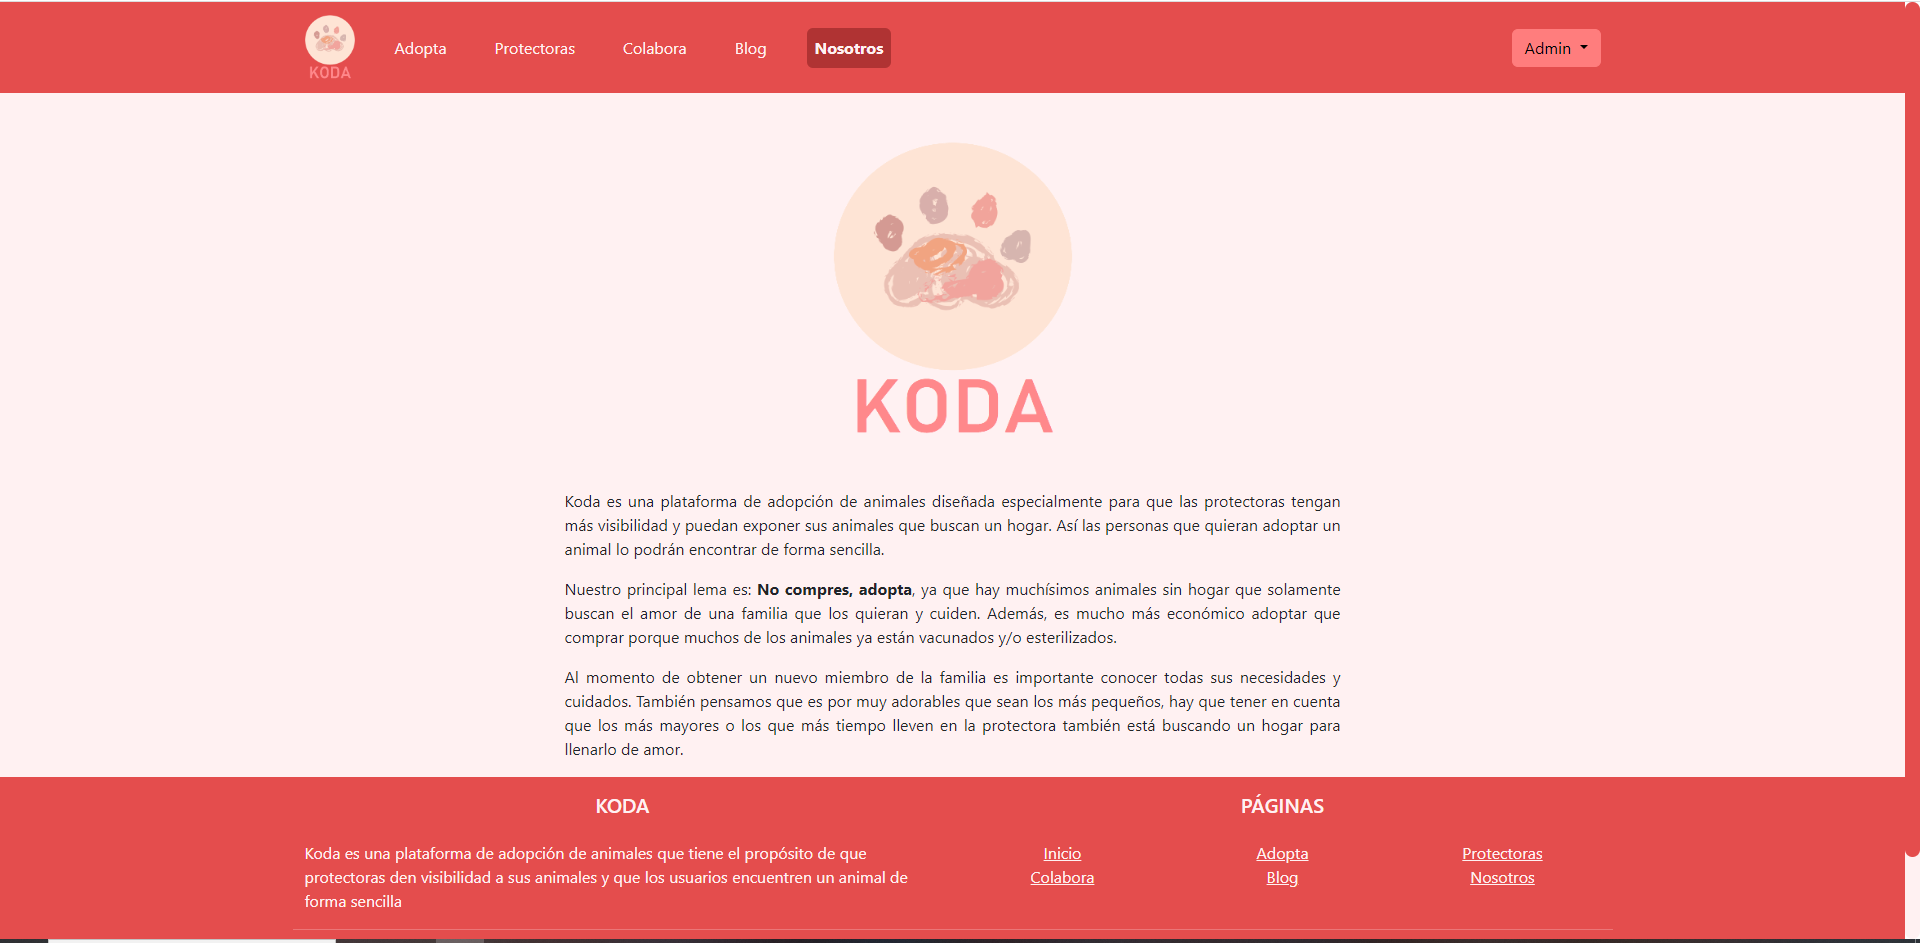 KODA
Adopta
Protectoras
Colabora
Blog
Nosotros
Admin
KODA
Koda es una plataforma de adopción de animales diseñada especialmente para que las protectoras tengan
más visibilidad y puedan exponer sus animales que buscan un hogar. Así las personas que quieran adoptar un
animal lo podrán encontrar de forma sencilla.
Nuestro principal lema es: No compres, adopta, ya que hay muchísimos animales sin hogar que solamente
buscan el amor de una familia que los quieran y cuiden. Además, es mucho más económico adoptar que
comprar porque muchos de los animales ya están vacunados y/o esterilizados.
Al momento de obtener un nuevo miembro de la familia es importante conocer todas sus necesidades y
cuidados. También pensamos que es por muy adorables que sean los más pequeños, hay que tener en cuenta
que los más mayores o los que más tiempo lleven en la protectora también está buscando un hogar para
llenarlo de amor.
KODA
Koda es una plataforma de adopción de animales que tiene el propósito de que
protectoras den visibilidad a sus animales y que los usuarios encuentren un animal de
forma sencilla
PÁGINAS
Inicio
Adopta
Protectoras
Colabora
Blog
Nosotros